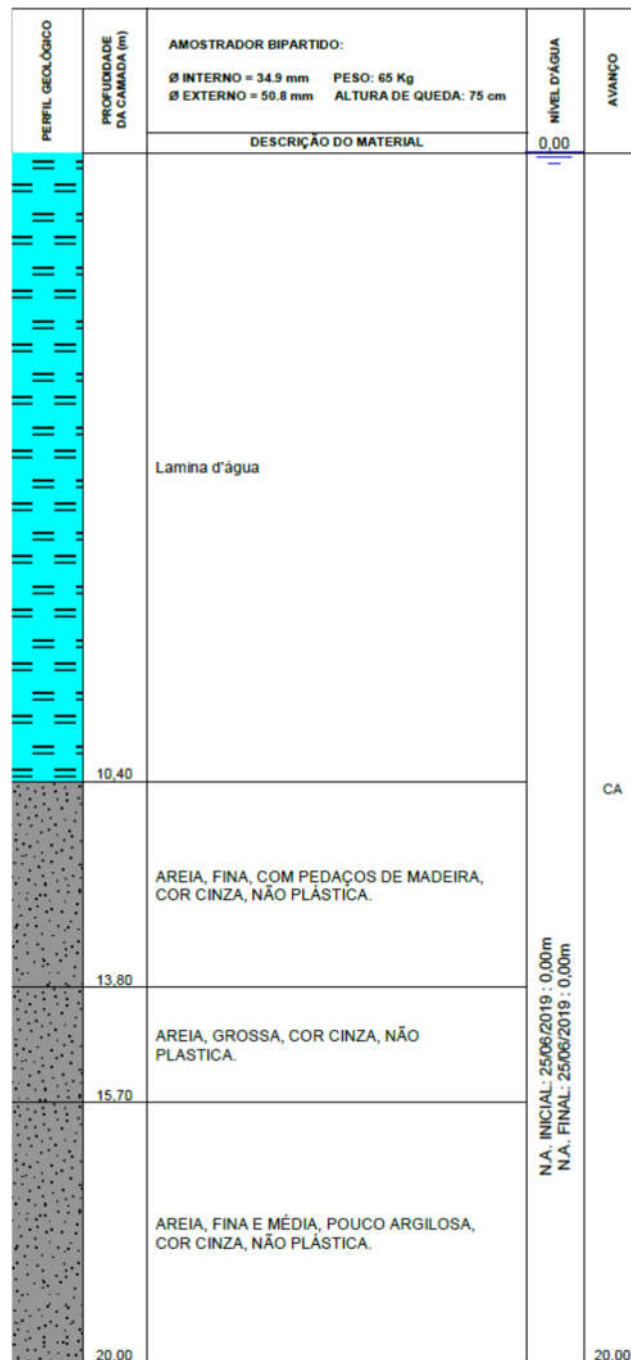 PERFIL GEOLÓGICO
PROFUDIDADE
DA CAMADA (m)
AMOSTRADOR BIPARTIDO:
Ø INTERNO = 34.9 mm PESO: 65 Kg
Ø EXTERNO = 50.8 mm ALTURA DE QUEDA: 75 cm
DESCRIÇÃO DO MATERIAL
NÍVEL D'ÁGUA
0,00
AVANÇO
Lamina d'água
10,40
CA
AREIA, FINA, COM PEDAÇOS DE MADEIRA,
COR CINZA, NÃO PLÁSTICA.
13,80
AREIA, GROSSA, COR CINZA, NÃO
PLASTICA.
15,70
N.A. INICIAL: 25/06/2019 : 0,00m
N.A. FINAL: 25/06/2019 : 0,00m
AREIA, FINA E MÉDIA, POUCO ARGILOSA,
COR CINZA, NÃO PLÁSTICA.
20,00
20,00